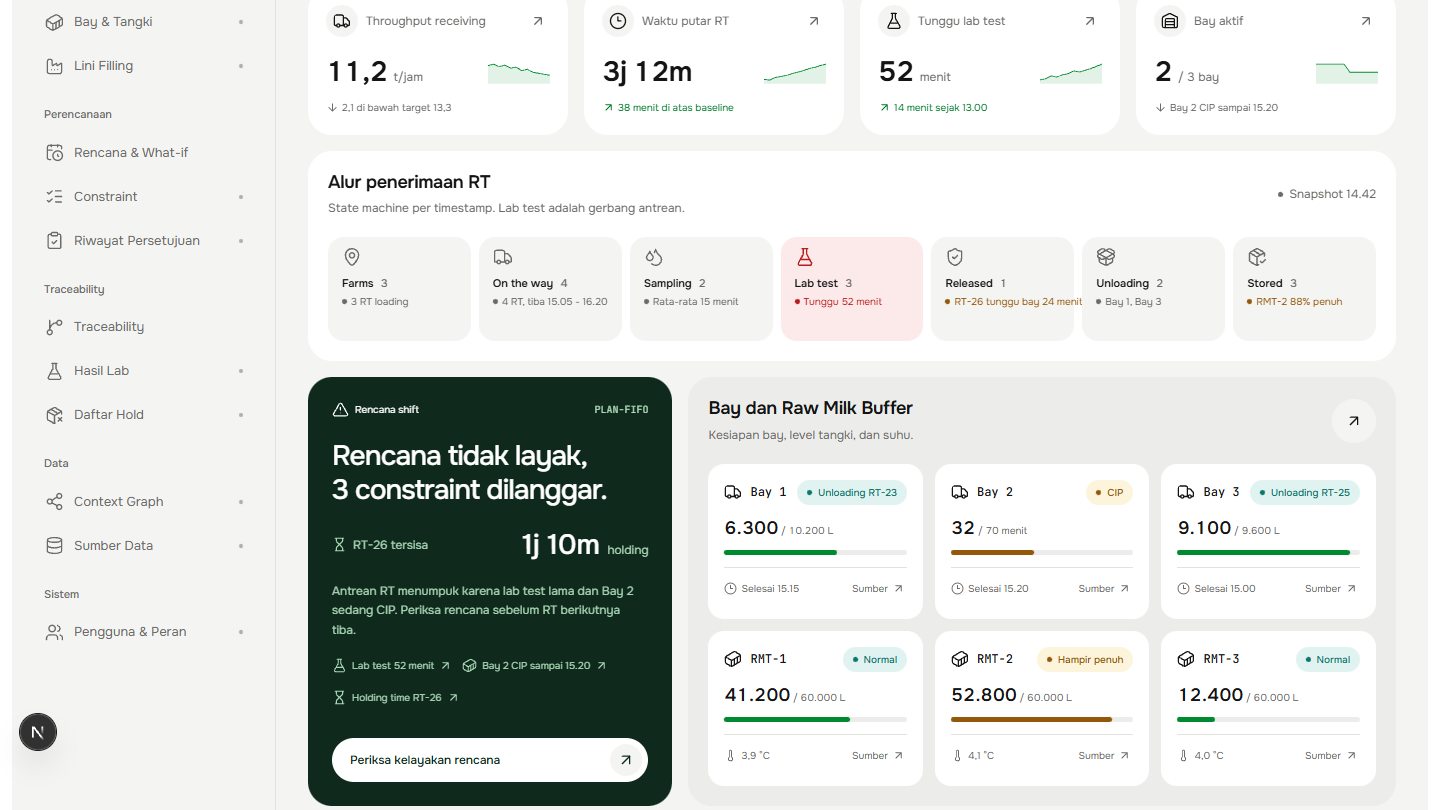 Bay & Tangki
Lini Filling
Perencanaan
Rencana & What-if
Constraint
Riwayat Persetujuan
Traceability
Traceability
Hasil Lab
Daftar Hold
Data
Context Graph
Sumber Data
Sistem
Pengguna & Peran
N
Throughput receiving
11,2 t/jam
2,1 di bawah target 13,3
Waktu putar RT
3j 12m
38 menit di atas baseline
Tunggu lab test
52 menit
14 menit sejak 13.00
Bay aktif
2 / 3 bay
Bay 2 CIP sampai 15.20
Alur penerimaan RT
State machine per timestamp. Lab test adalah gerbang antrean.
Snapshot 14.42
Farms 3
3 RT loading
On the way 4
4 RT, tiba 15.05 - 16.20
Sampling 2
Rata-rata 15 menit
Lab test 3
Tunggu 52 menit
Released 1
RT-26 tunggu bay 24 menit
Unloading 2
Bay 1, Bay 3
Stored 3
RMT-2 88% penuh
Rencana shift
PLAN-FIFO
Rencana tidak layak,
3 constraint dilanggar.
RT-26 tersisa
1j 10m holding
Antrean RT menumpuk karena lab test lama dan Bay 2
sedang CIP. Periksa rencana sebelum RT berikutnya
tiba.
Lab test 52 menit
Bay 2 CIP sampai 15.20
Holding time RT-26
Periksa kelayakan rencana
Bay dan Raw Milk Buffer
Kesiapan bay, level tangki, dan suhu.
Bay 1
Unloading RT-23
6.300 / 10.200 L
Selesai 15.15
Sumber
Bay 2
CIP
32 / 70 menit
Selesai 15.20
Sumber
Bay 3
Unloading RT-25
9.100 / 9.600 L
Selesai 15.00
Sumber
RMT-1
Normal
41.200 / 60.000 L
3,9 °C
Sumber
RMT-2
Hampir penuh
52.800 / 60.000 L
4,1 °C
Sumber
RMT-3
Normal
12.400 / 60.000 L
4,0 °C
Sumber